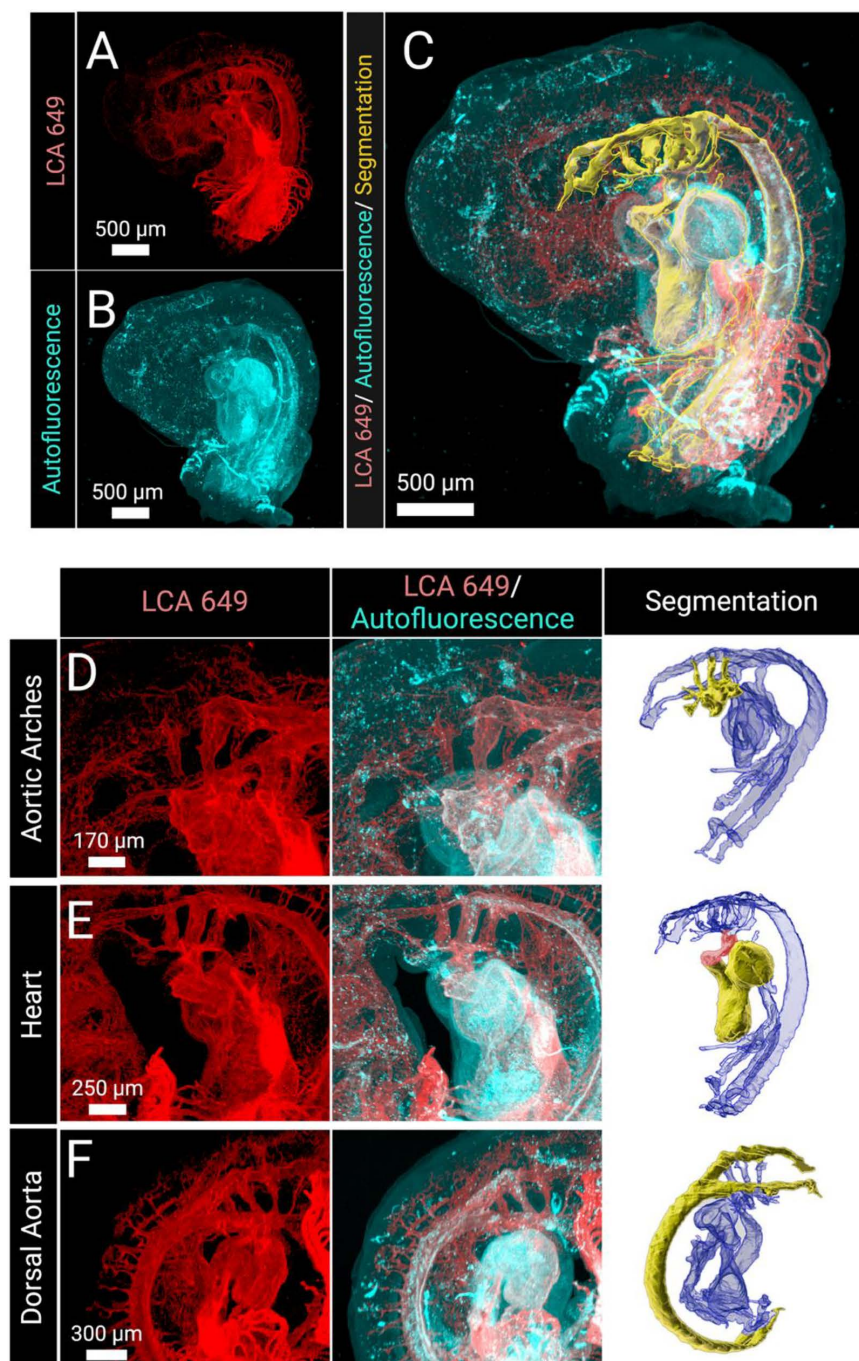 A
LCA 649
500 µm
B
Autofluorescence
500 µm
C
LCA 649/ Autofluorescence/ Segmentation
500 µm
LCA 649
LCA 649/
Autofluorescence
Segmentation
Aortic Arches
D
170 µm
Heart
E
250 µm
Dorsal Aorta
F
300 µm